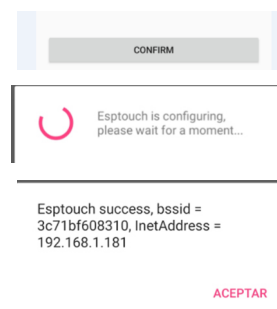 CONFIRM
Esptouch is configuring,
please wait for a moment...
Esptouch success, bssid =
3c71bf608310, InetAddress =
192.168.1.181
ACEPTAR